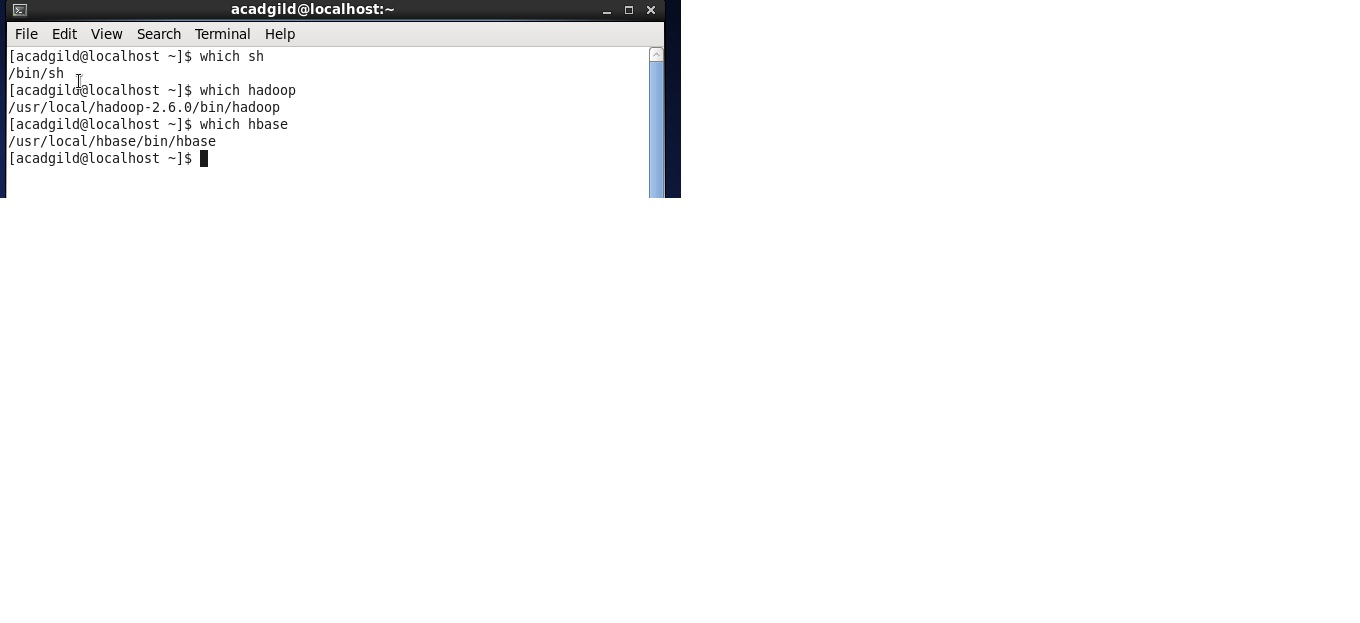 acadgild@localhost:~
File Edit View Search Terminal Help
[acadgild@localhost ~]$ which sh
/bin/sh
[acadgild@localhost ~]$ which hadoop
/usr/local/hadoop-2.6.0/bin/hadoop
[acadgild@localhost ~]$ which hbase
/usr/local/hbase/bin/hbase
[acadgild@localhost ~]$